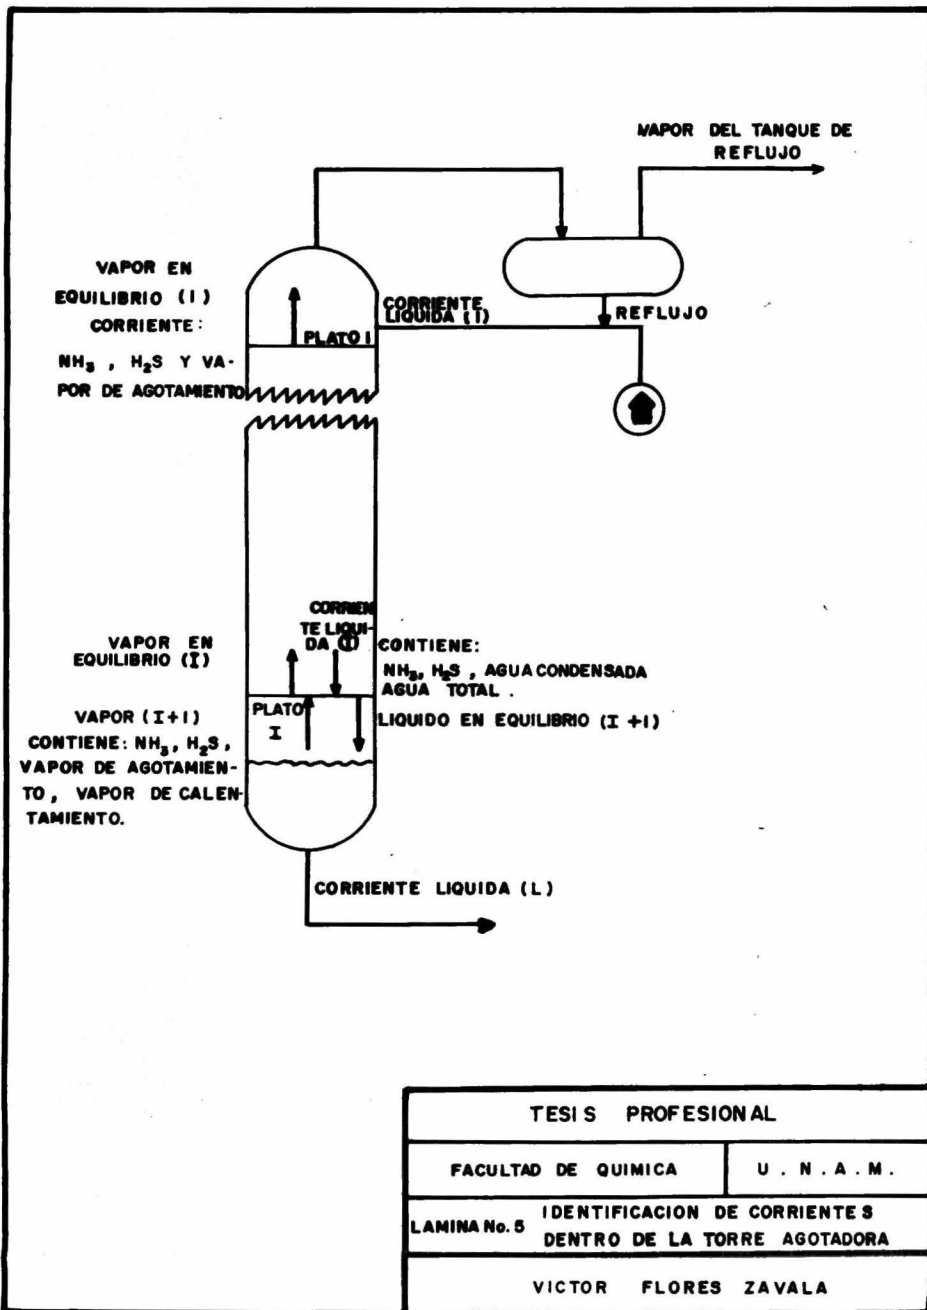 VAPOR DEL TANQUE DE
REFLUJO
VAPOR EN
EQUILIBRIO (I)
CORRIENTE:
NH₃ , H₂S Y VA-
POR DE AGOTAMIENTO
PLATO I
CORRIENTE
LIQUIDA (I)
REFLUJO
CORRIEN
TE LIQUI-
DA (I)
VAPOR EN
EQUILIBRIO (I)
CONTIENE:
NH₃, H₂S , AGUA CONDENSADA
AGUA TOTAL .
PLATO
I
LIQUIDO EN EQUILIBRIO (I +I)
VAPOR (I+I)
CONTIENE: NH₃, H₂S,
VAPOR DE AGOTAMIEN-
TO , VAPOR DE CALEN-
TAMIENTO.
CORRIENTE LIQUIDA (L)
TESIS PROFESIONAL
FACULTAD DE QUIMICA
U . N . A . M .
LAMINA No. 5
IDENTIFICACION DE CORRIENTES
DENTRO DE LA TORRE AGOTADORA
VICTOR FLORES ZAVALA